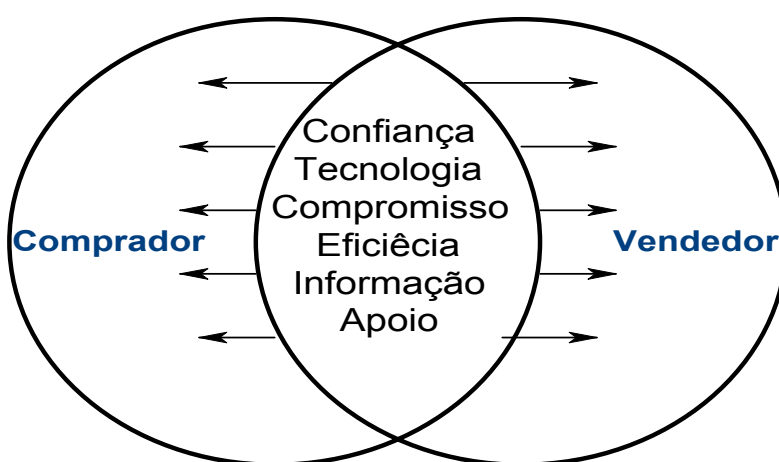 Confiança
Tecnologia
Compromisso
Comprador
Eficiêcia
Vendedor
Informação
Apoio